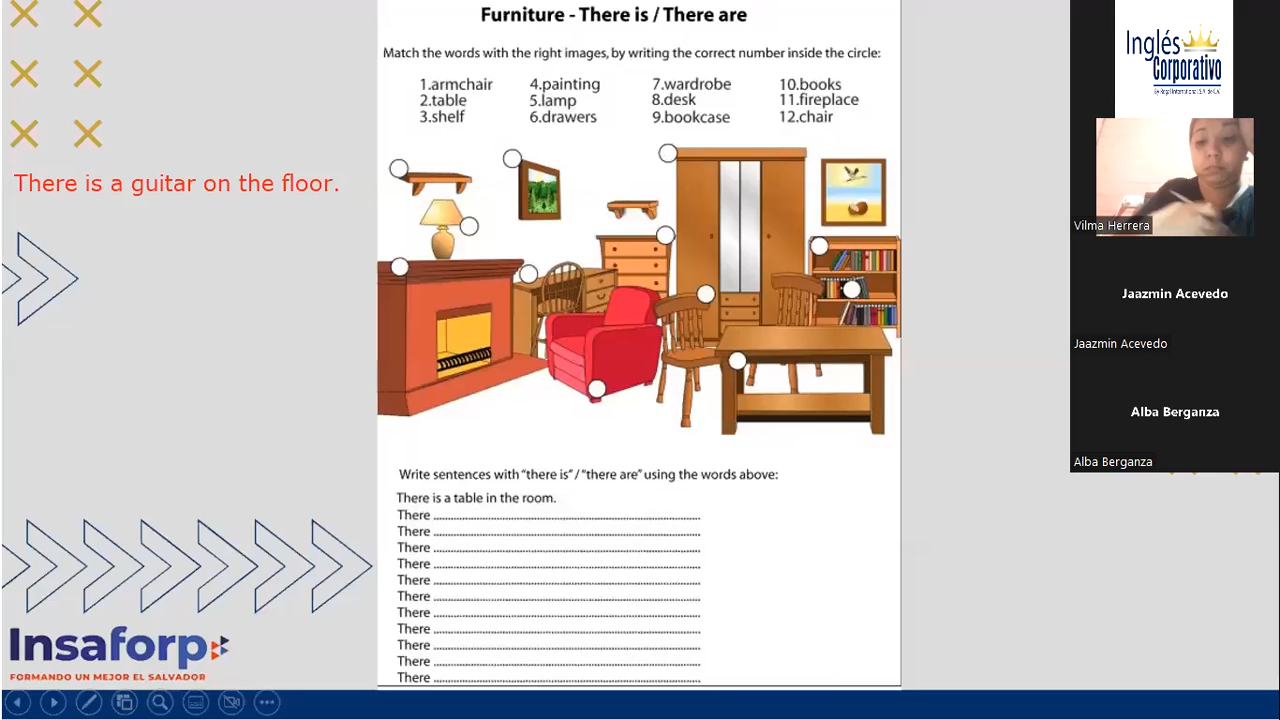 Furniture - There is / There are
Match the words with the right images, by writing the correct number inside the circle:
1.armchair 4.painting 7.wardrobe 10.books
2.table 5.lamp 8.desk 11.fireplace
3.shelf 6.drawers 9.bookcase 12.chair
There is a guitar on the floor.
Write sentences with "there is" / "there are" using the words above:
There is a table in the room.
There
There
There
There
There
There
There
There
There
There
There
Insaforp
FORMANDO UN MEJOR EL SALVADOR
Inglés
Corporativo
by Regal International S.A. de C.V.
Vilma Herrera
Jaazmin Acevedo
Jaazmin Acevedo
Alba Berganza
Alba Berganza